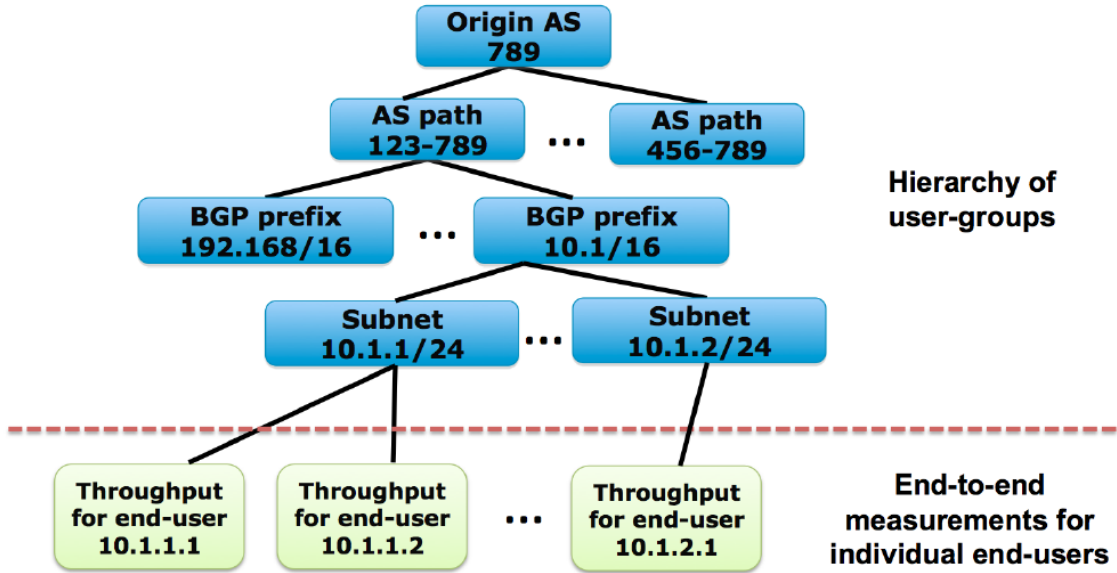 Origin AS
789
AS path
123-789
...
AS path
456-789
Hierarchy of
user-groups
BGP prefix
192.168/16
...
BGP prefix
10.1/16
Subnet
10.1.1/24
...
Subnet
10.1.2/24
Throughput
for end-user
10.1.1.1
Throughput
for end-user
10.1.1.2
...
Throughput
for end-user
10.1.2.1
End-to-end
measurements for
individual end-users